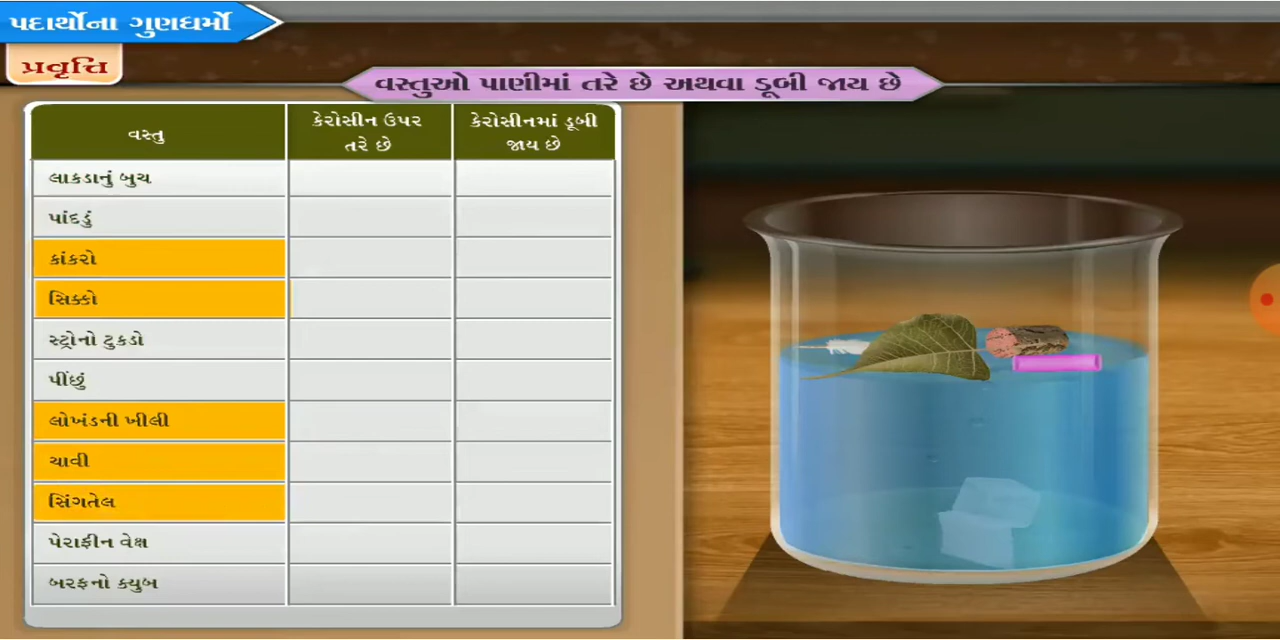 પદાર્થોના ગુણધર્મો
પ્રવૃત્તિ
વસ્તુઓ પાણીમાં તરે છે અથવા ડૂબી જાય છે
વસ્તુ
કેરોસીન ઉપર
તરે છે
કેરોસીનમાં ડૂબી
જાય છે
લાકડાનું બુચ
પાંદડું
કાંકરો
સિક્કો
સ્ટ્રોનો ટુકડો
પીંછું
લોખંડની ખીલી
ચાવી
સિંગતેલ
પેરાફીન વેક્ષ
બરફનો ક્યુબ